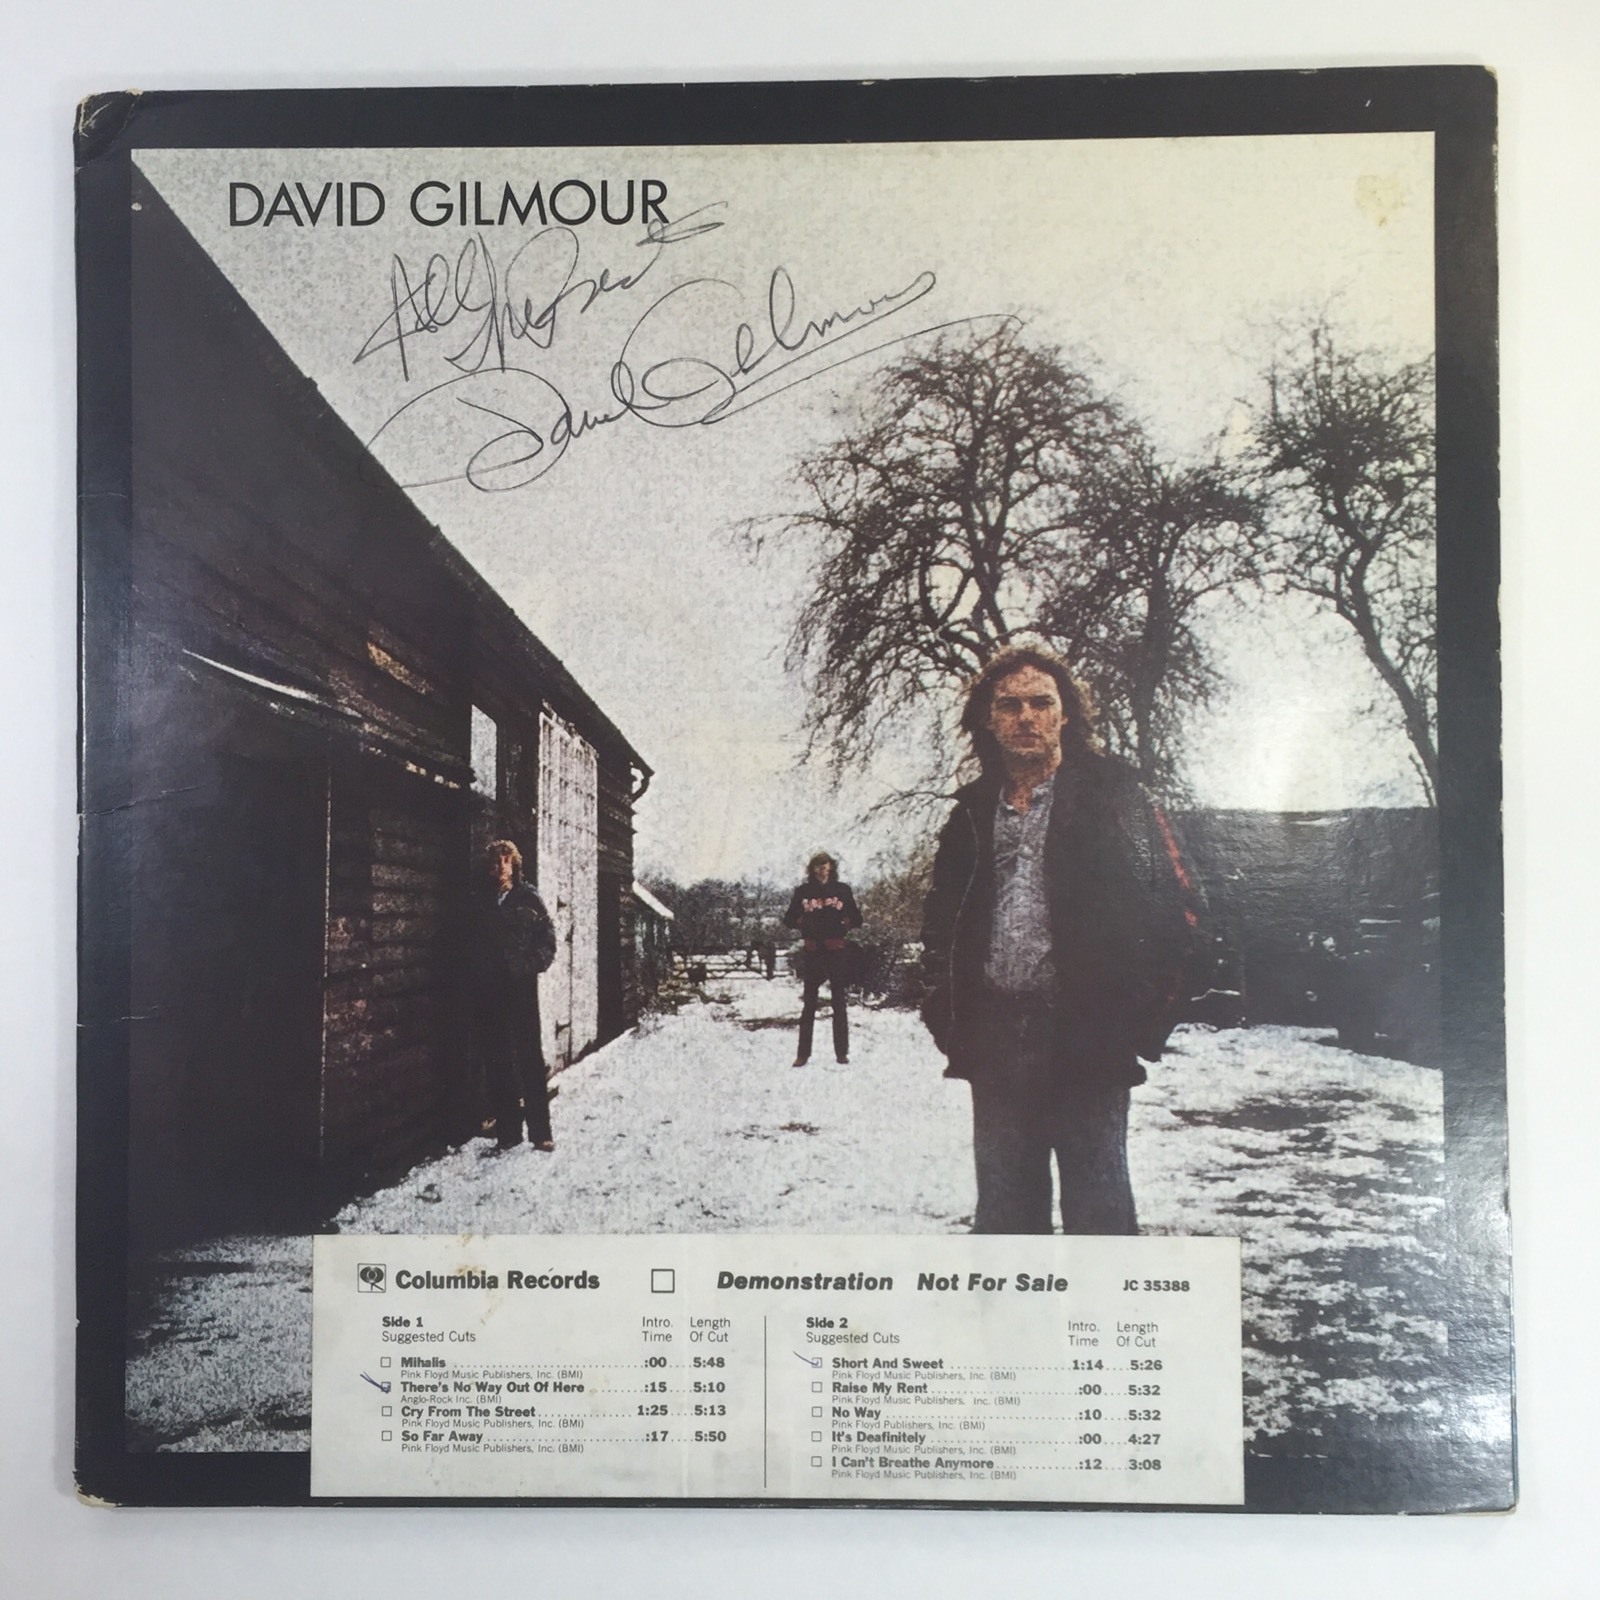 DAVID GILMOUR
All The Best
David Gilmour
Columbia Records Demonstration Not For Sale JC 35388
Side 1 Intro. Length
Suggested Cuts Time Of Cut
Mihalis :00 5:48
Pink Floyd Music Publishers, Inc. (BMI)
There's No Way Out Of Here :15 5:10
Anglo-Rock Inc. (BMI)
Cry From The Street 1:25 5:13
Pink Floyd Music Publishers, Inc. (BMI)
So Far Away :17 5:50
Pink Floyd Music Publishers, Inc. (BMI)
Side 2 Intro. Length
Suggested Cuts Time Of Cut
Short And Sweet 1:14 5:26
Pink Floyd Music Publishers, Inc. (BMI)
Raise My Rent :00 5:32
Pink Floyd Music Publishers, Inc. (BMI)
No Way :10 5:32
Pink Floyd Music Publishers, Inc. (BMI)
It's Deafinitely :00 4:27
Pink Floyd Music Publishers, Inc. (BMI)
I Can't Breathe Anymore :12 3:08
Pink Floyd Music Publishers, Inc. (BMI)